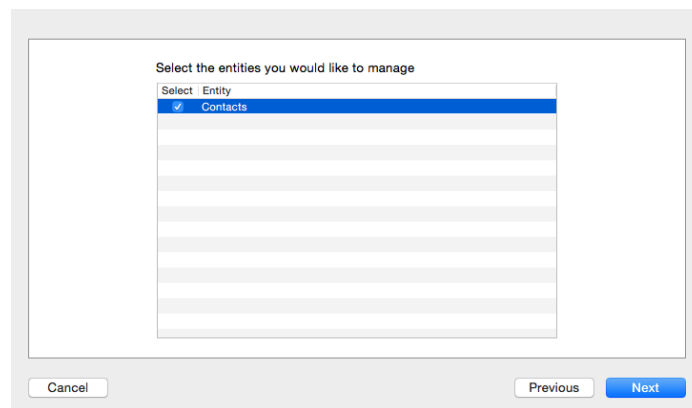 Select the entities you would like to manage
Select Entity
Contacts
Cancel Previous Next